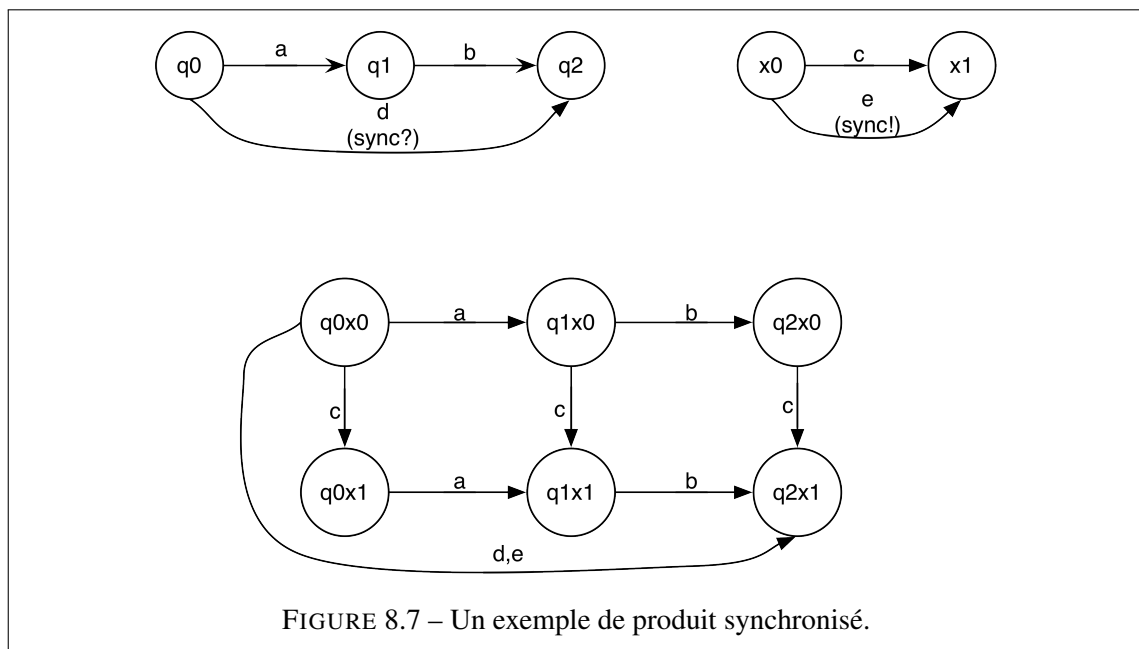 q0
a
q1
b
q2
x0
c
x1
d
(sync?)
e
(sync!)
q0x0
a
q1x0
b
q2x0
c
c
c
q0x1
a
q1x1
b
q2x1
d,e
FIGURE 8.7 – Un exemple de produit synchronisé.